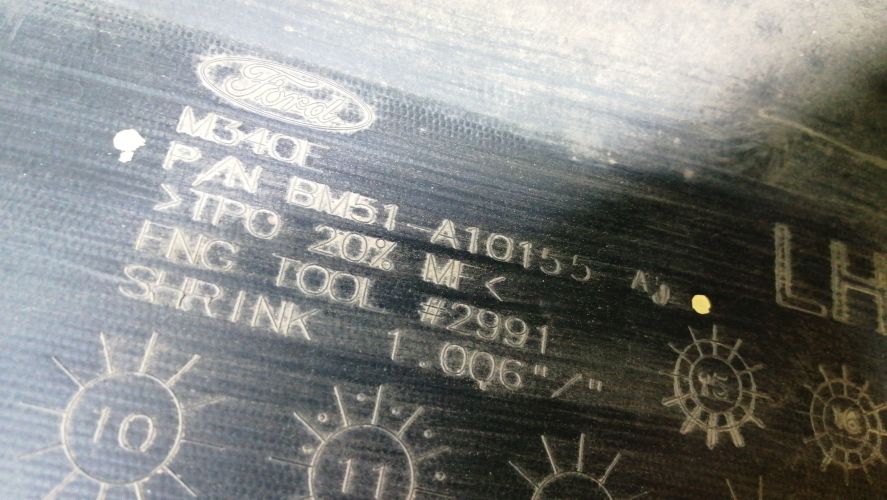 Ford
M340E
PAN BM51-A10155 AJ
>TPO 20% MF<
ENG TOOL #2991
SHRINK 1.006"/"
LH
10
11
15
16